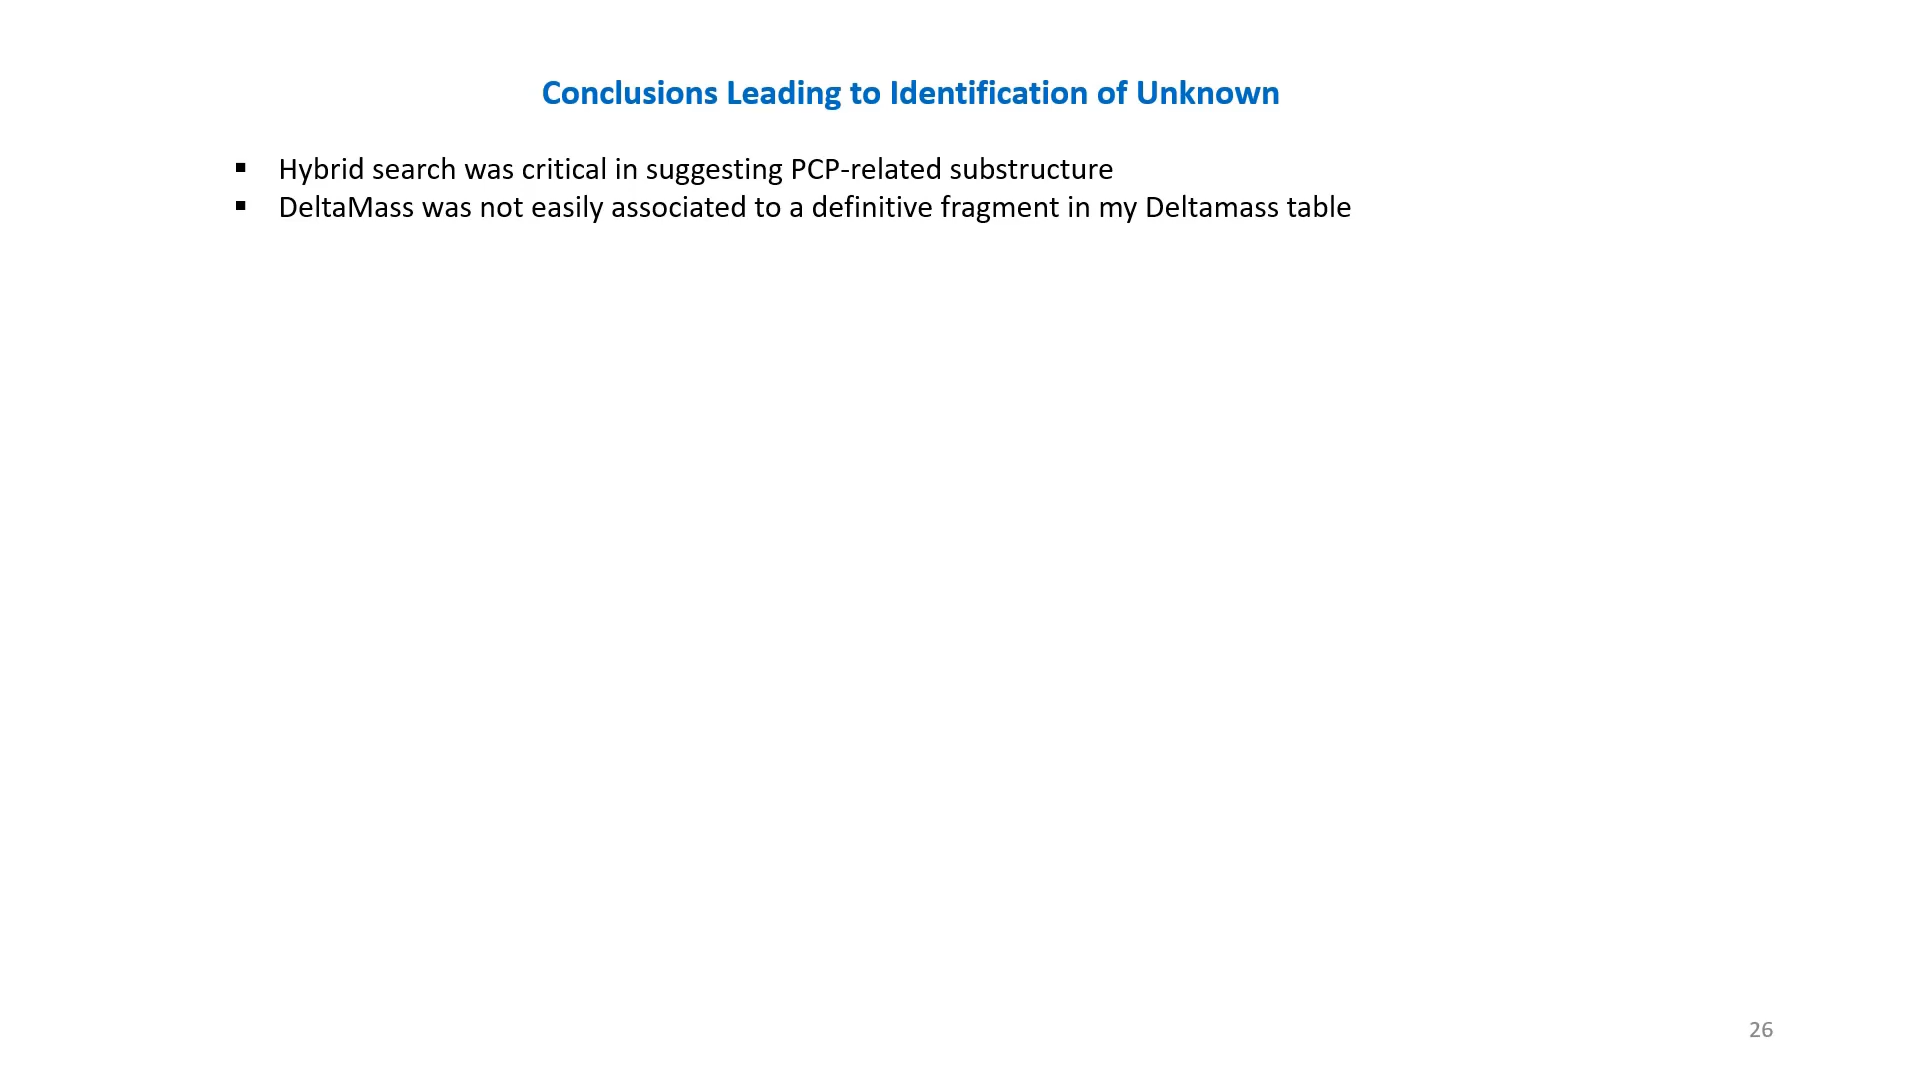 Conclusions Leading to Identification of Unknown
▪ Hybrid search was critical in suggesting PCP-related substructure
▪ DeltaMass was not easily associated to a definitive fragment in my Deltamass table
26